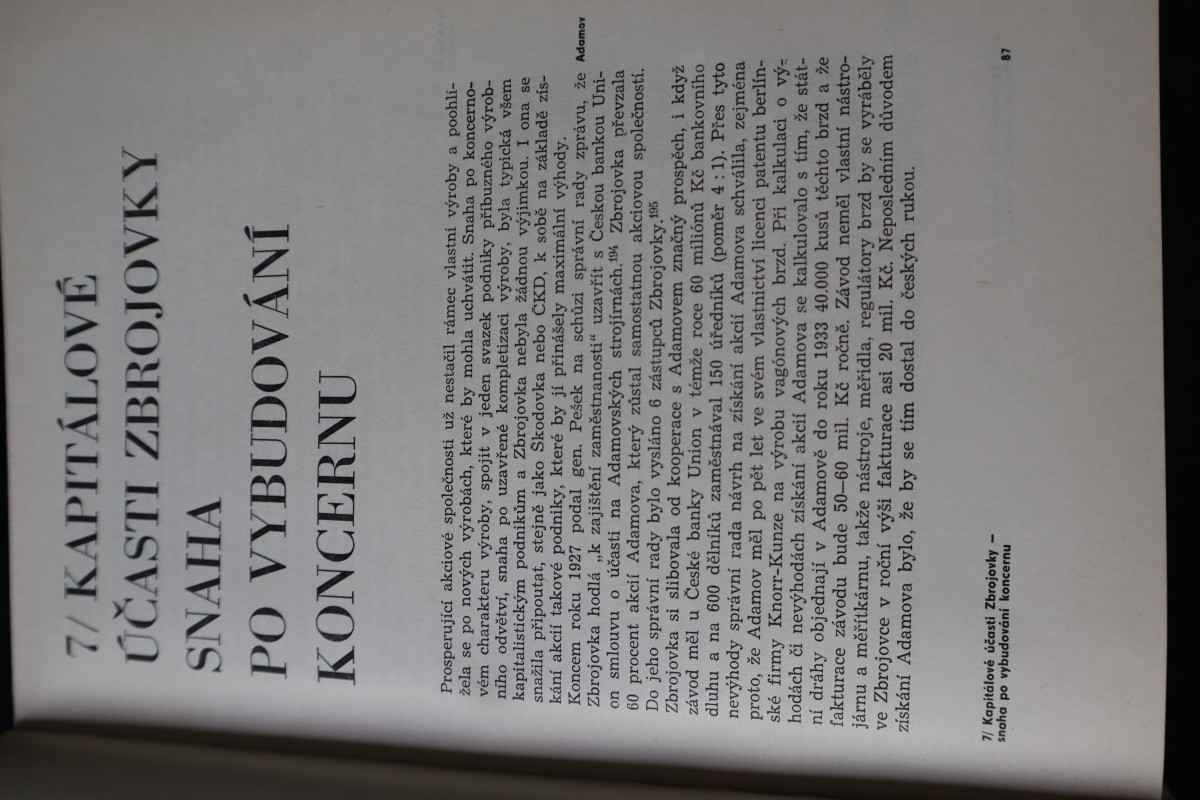 7/ KAPITÁLOVÉ
ÚČASTI ZBROJOVKY
SNAHA
PO VYBUDOVÁNÍ
KONCERNU
Prosperující akciové společnosti už nestačil rámec vlastní výroby a poohlí-
žela se po nových výrobách, které by mohla uchvátit. Snaha po koncerno-
vém charakteru výroby, spojit v jeden svazek podniky příbuzného výrob-
ního odvětví, snaha po uzavřené kompletizaci výroby, byla typická všem
kapitalistickým podnikům a Zbrojovka nebyla žádnou výjimkou. I ona se
snažila připoutat, stejně jako Škodovka nebo ČKD, k sobě na základě zís-
kání akcií takové podniky, které by jí přinášely maximální výhody.
Koncem roku 1927 podal gen. Pešek na schůzi správní rady zprávu, že
Adamov
Zbrojovka hodlá „k zajištění zaměstnanosti“ uzavřít s Českou bankou Uni-
on smlouvu o účasti na Adamovských strojírnách.¹⁹⁴ Zbrojovka převzala
60 procent akcií Adamova, který zůstal samostatnou akciovou společností.
Do jeho správní rady bylo vysláno 6 zástupců Zbrojovky.¹⁹⁵
Zbrojovka si slibovala od kooperace s Adamovem značný prospěch, i když
závod měl u České banky Union v témže roce 60 miliónů Kč bankovního
dluhu a na 600 dělníků zaměstnával 150 úředníků (poměr 4 : 1). Přes tyto
nevýhody správní rada návrh na získání akcií Adamova schválila, zejména
proto, že Adamov měl po pět let ve svém vlastnictví licenci patentu berlín-
ské firmy Knorr-Kunze na výrobu vagónových brzd. Při kalkulaci o vý-
hodách či nevýhodách získání akcií Adamova se kalkulovalo s tím, že stát-
ní dráhy objednají v Adamově do roku 1933 40.000 kusů těchto brzd a že
fakturace závodu bude 50–60 mil. Kč ročně. Závod neměl vlastní nástro-
járnu a měřítkárnu, takže nástroje, měřidla, regulátory brzd by se vyráběly
ve Zbrojovce v roční výši fakturace asi 20 mil. Kč. Neposledním důvodem
získání Adamova bylo, že by se tím dostal do českých rukou.
7/ Kapitálové účasti Zbrojovky –
snaha po vybudování koncernu
87